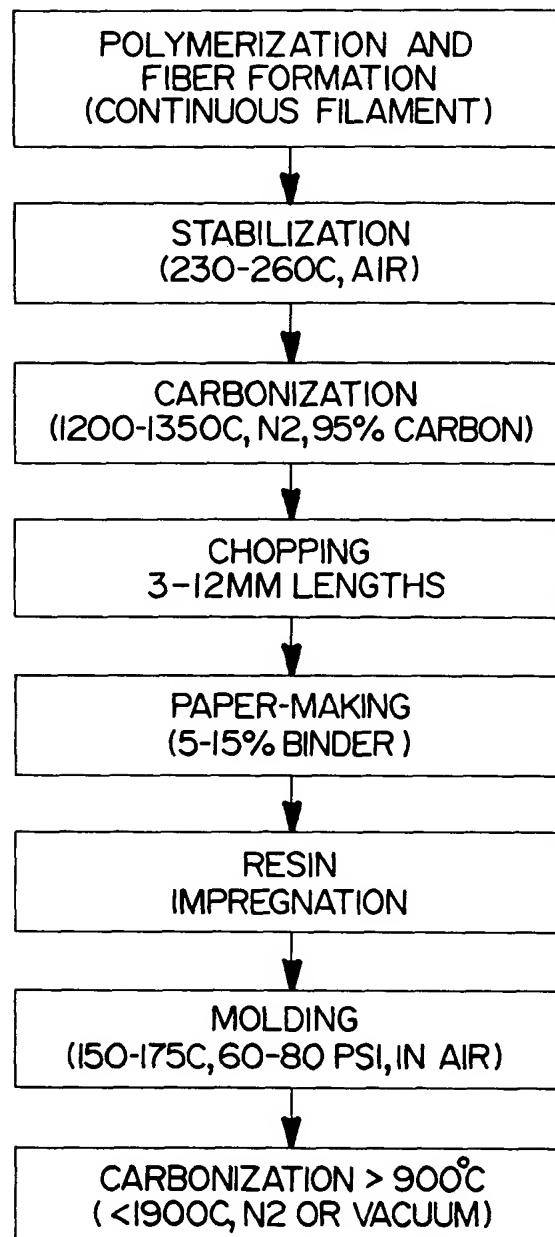 POLYMERIZATION AND
FIBER FORMATION
(CONTINUOUS FILAMENT)
STABILIZATION
(230-260C, AIR)
CARBONIZATION
(1200-1350C, N2, 95% CARBON)
CHOPPING
3-12MM LENGTHS
PAPER-MAKING
(5-15% BINDER)
RESIN
IMPREGNATION
MOLDING
(150-175C, 60-80 PSI, IN AIR)
CARBONIZATION > 900°C
(<1900C, N2 OR VACUUM)